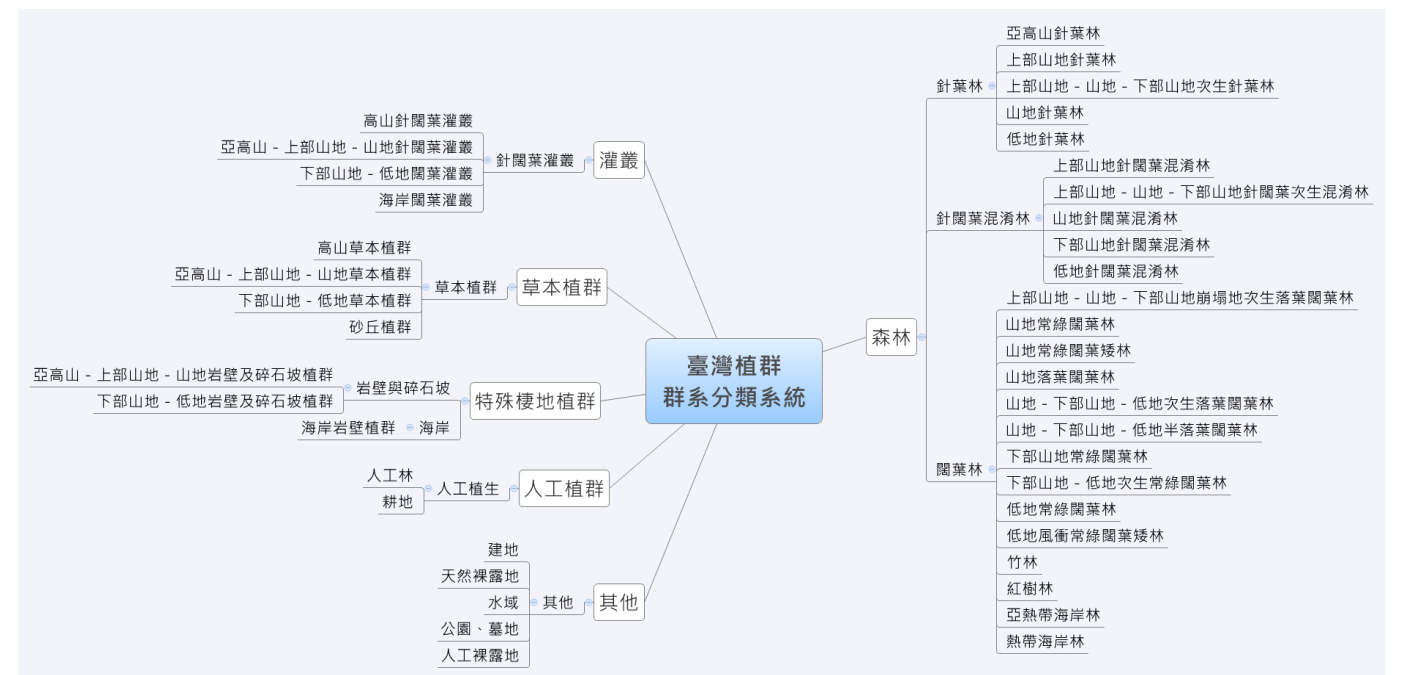 臺灣植群
群系分類系統
森林
針葉林
亞高山針葉林
上部山地針葉林
上部山地 - 山地 - 下部山地次生針葉林
山地針葉林
低地針葉林
針闊葉混淆林
上部山地針闊葉混淆林
上部山地 - 山地 - 下部山地針闊葉次生混淆林
山地針闊葉混淆林
下部山地針闊葉混淆林
低地針闊葉混淆林
闊葉林
上部山地 - 山地 - 下部山地崩塌地次生落葉闊葉林
山地常綠闊葉林
山地常綠闊葉矮林
山地落葉闊葉林
山地 - 下部山地 - 低地次生落葉闊葉林
山地 - 下部山地 - 低地半落葉闊葉林
下部山地常綠闊葉林
下部山地 - 低地次生常綠闊葉林
低地常綠闊葉林
低地風衝常綠闊葉矮林
竹林
紅樹林
亞熱帶海岸林
熱帶海岸林
灌叢
針闊葉灌叢
高山針闊葉灌叢
亞高山 - 上部山地 - 山地針闊葉灌叢
下部山地 - 低地闊葉灌叢
海岸闊葉灌叢
草本植群
草本植群
高山草本植群
亞高山 - 上部山地 - 山地草本植群
下部山地 - 低地草本植群
砂丘植群
特殊棲地植群
岩壁與碎石坡
亞高山 - 上部山地 - 山地岩壁及碎石坡植群
下部山地 - 低地岩壁及碎石坡植群
海岸
海岸岩壁植群
人工植群
人工植生
人工林
耕地
其他
其他
建地
天然裸露地
水域
公園、墓地
人工裸露地